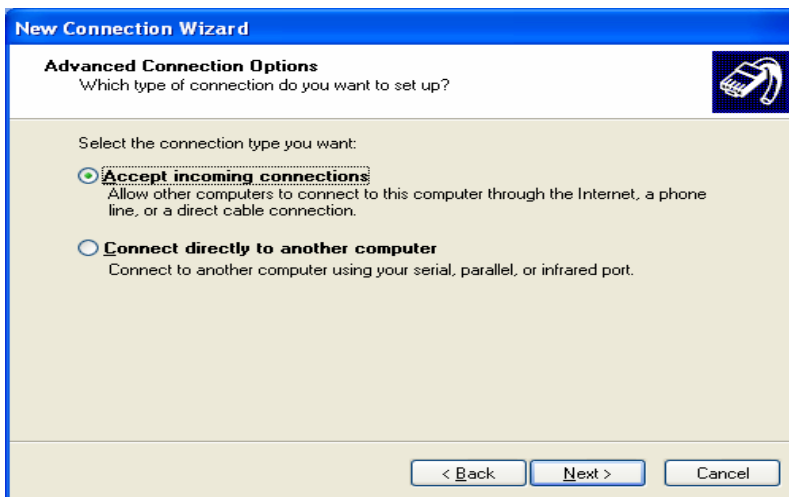 New Connection Wizard
Advanced Connection Options
Which type of connection do you want to set up?
Select the connection type you want:
Accept incoming connections
Allow other computers to connect to this computer through the Internet, a phone
line, or a direct cable connection.
Connect directly to another computer
Connect to another computer using your serial, parallel, or infrared port.
< Back Next > Cancel